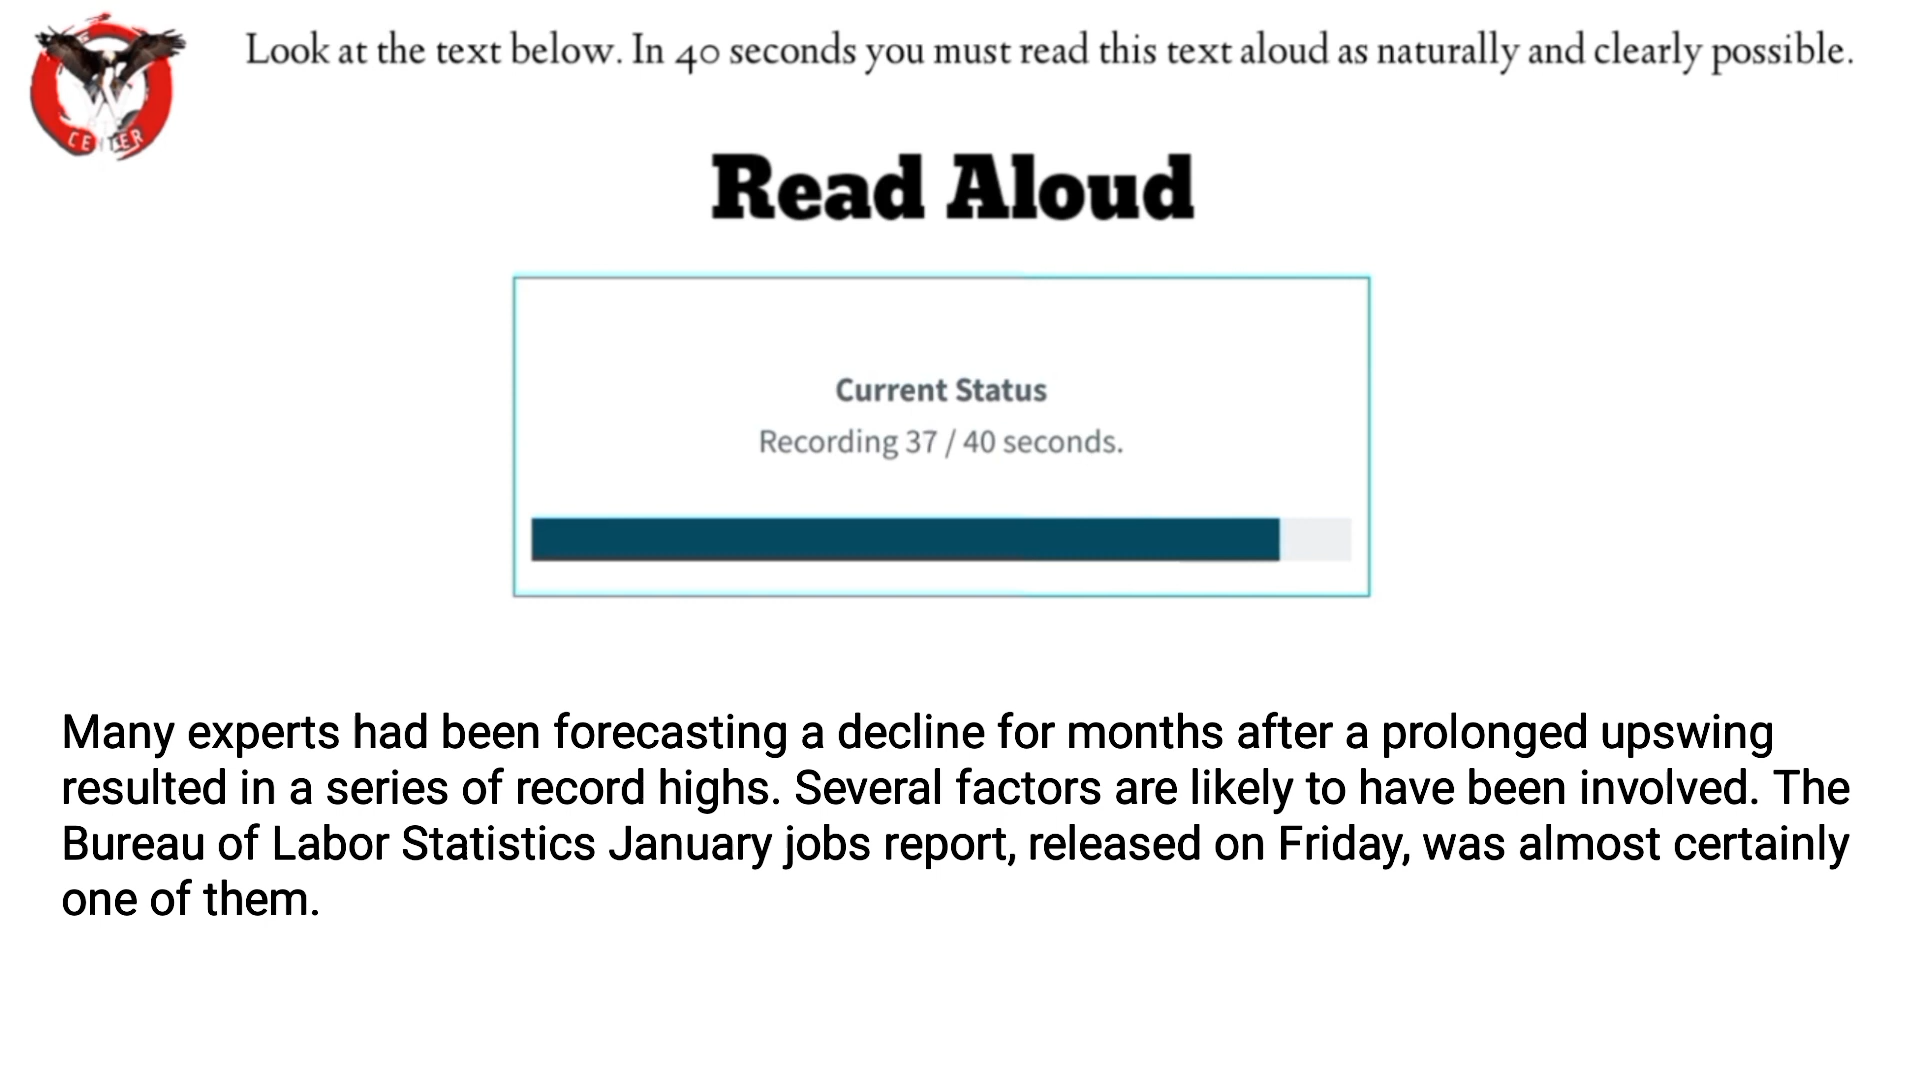 Look at the text below. In 40 seconds you must read this text aloud as naturally and clearly possible.
CENTER
Read Aloud
Current Status
Recording 37 / 40 seconds.
Many experts had been forecasting a decline for months after a prolonged upswing
resulted in a series of record highs. Several factors are likely to have been involved. The
Bureau of Labor Statistics January jobs report, released on Friday, was almost certainly
one of them.